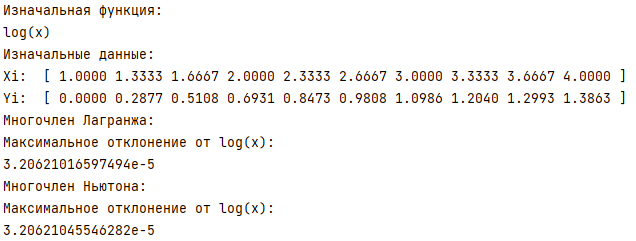 Изначальная функция:
log(x)
Изначальные данные:
Xi:  [ 1.0000 1.3333 1.6667 2.0000 2.3333 2.6667 3.0000 3.3333 3.6667 4.0000 ]
Yi:  [ 0.0000 0.2877 0.5108 0.6931 0.8473 0.9808 1.0986 1.2040 1.2993 1.3863 ]
Многочлен Лагранжа:
Максимальное отклонение от log(x):
3.20621016597494e-5
Многочлен Ньютона:
Максимальное отклонение от log(x):
3.20621045546282e-5